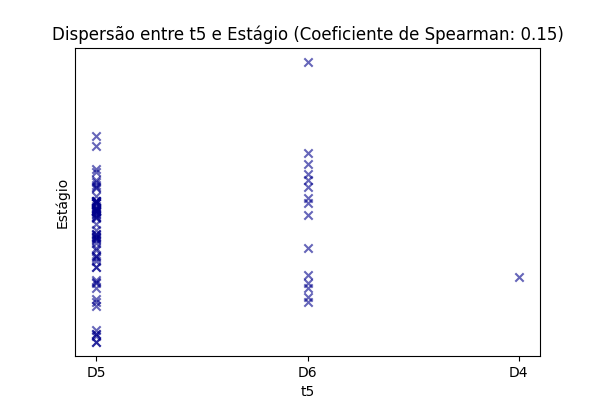 Dispersão entre t5 e Estágio (Coeficiente de Spearman: 0.15)
Estágio
D5 D6 D4
t5